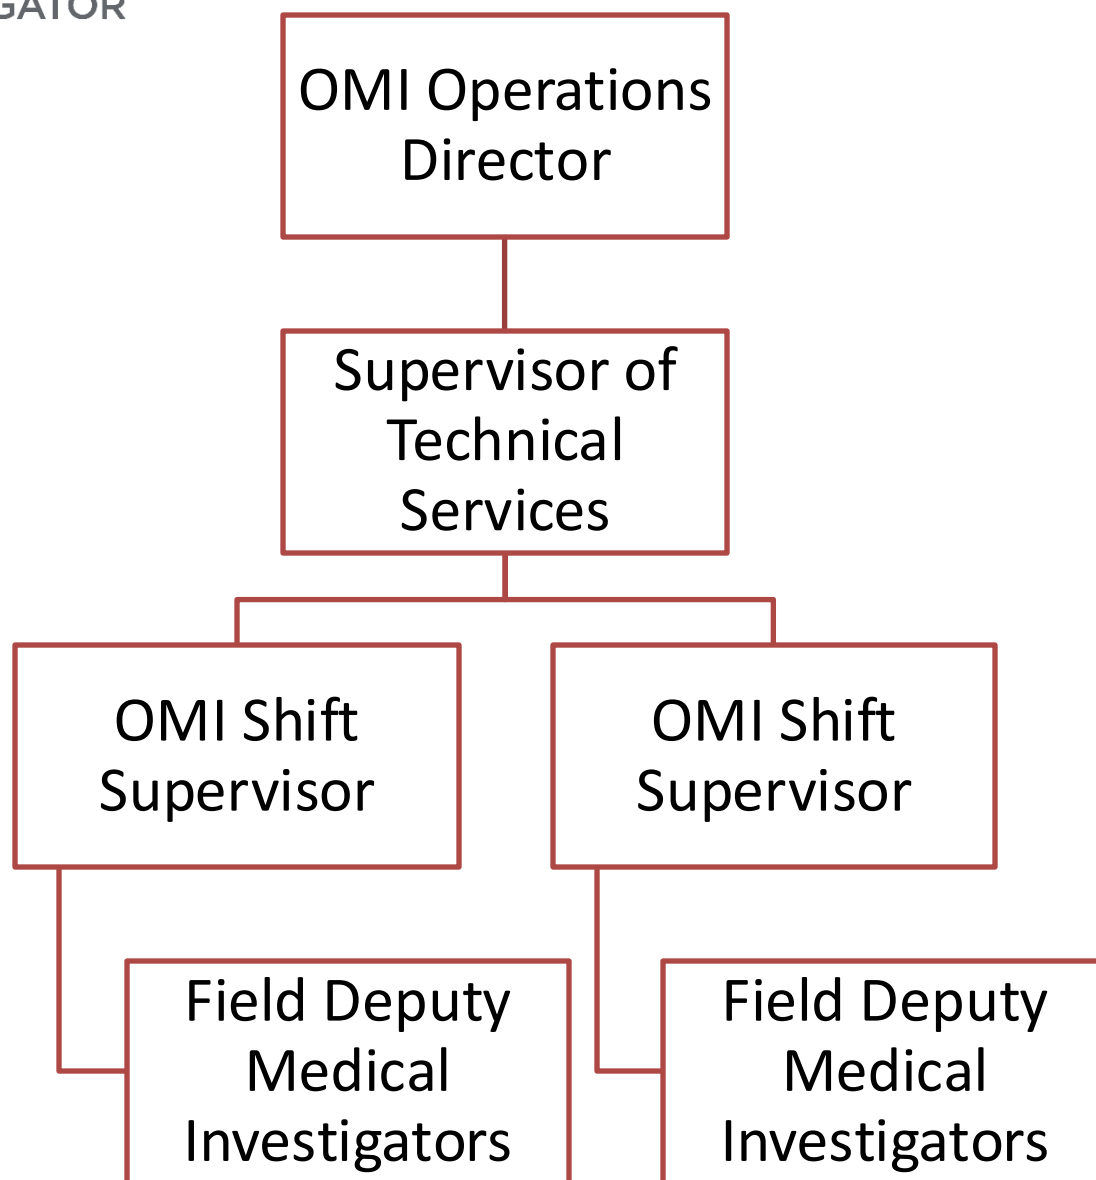 GATOR
OMI Operations
Director
Supervisor of
Technical
Services
OMI Shift
Supervisor
OMI Shift
Supervisor
Field Deputy
Medical
Investigators
Field Deputy
Medical
Investigators